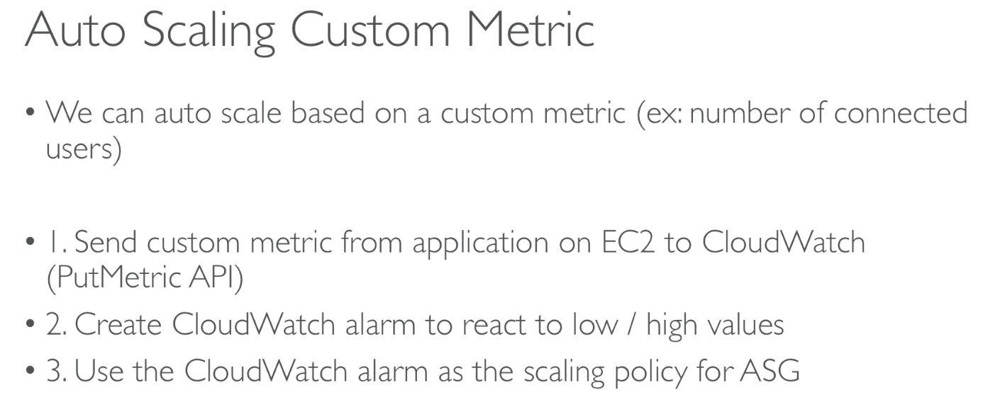 Auto Scaling Custom Metric
• We can auto scale based on a custom metric (ex: number of connected
users)
• 1. Send custom metric from application on EC2 to CloudWatch
(PutMetric API)
• 2. Create CloudWatch alarm to react to low / high values
• 3. Use the CloudWatch alarm as the scaling policy for ASG